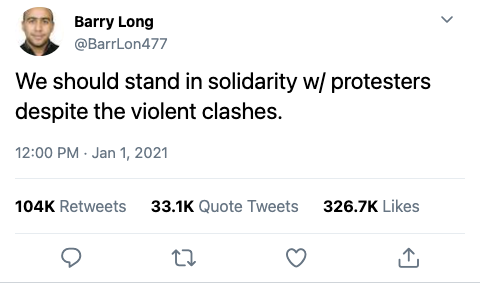 Barry Long
@BarrLon477
We should stand in solidarity w/ protesters
despite the violent clashes.
12:00 PM · Jan 1, 2021
104K Retweets 33.1K Quote Tweets 326.7K Likes